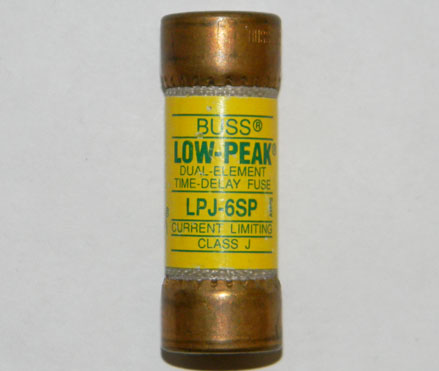 BUSS®
LOW-PEAK®
DUAL-ELEMENT
TIME-DELAY FUSE
LPJ-6SP
CURRENT LIMITING
CLASS J